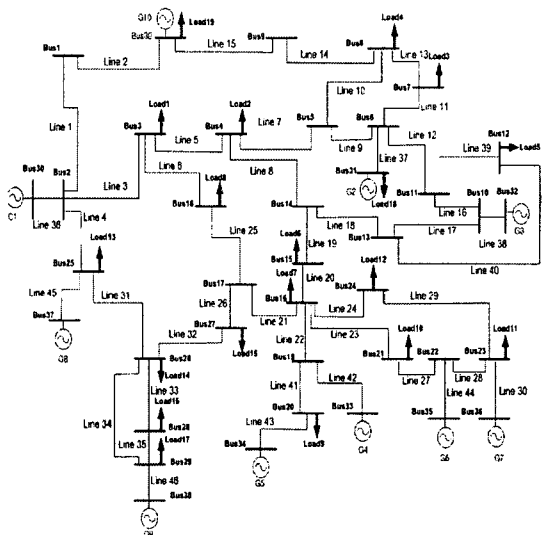 G10
Load19
Load4
Bus39
Bus9
Bus8
Bus1
Line 15
Line 13
Load3
Line 2
Line 14
Bus7
Line 10
Load1
Load2
Line 11
Bus12
Line 1
Bus3
Bus4
Line 7
Bus5
Bus6
Line 5
Line 9
Line 12
Line 39
Load5
Line 6
Line 37
Bus30
Bus2
Load8
Line 8
Bus31
Line 3
G2
Bus11
Bus10
Bus32
Load18
Line 36
Line 4
Bus18
Bus14
Line 16
G3
Load13
Line 18
Line 17
Line 38
Line 25
Load6
Line 19
Bus13
Bus25
Bus15
Load12
Line 40
Bus17
Load7
Line 20
Bus24
Line 45
Line 31
Line 26
Bus16
Line 29
Bus27
Line 21
Line 24
Bus37
Line 32
Line 23
Load10
Load11
Load15
Line 22
G8
Bus26
Bus21
Bus22
Bus23
Load14
Line 33
Line 42
Line 27
Line 28
Line 41
Line 44
Line 30
Line 34
Bus28
Bus20
Bus33
Line 35
Load17
Line 43
Bus35
Bus36
Bus29
Bus34
Load9
G4
Line 46
G6
G7
G5
Bus38
G9